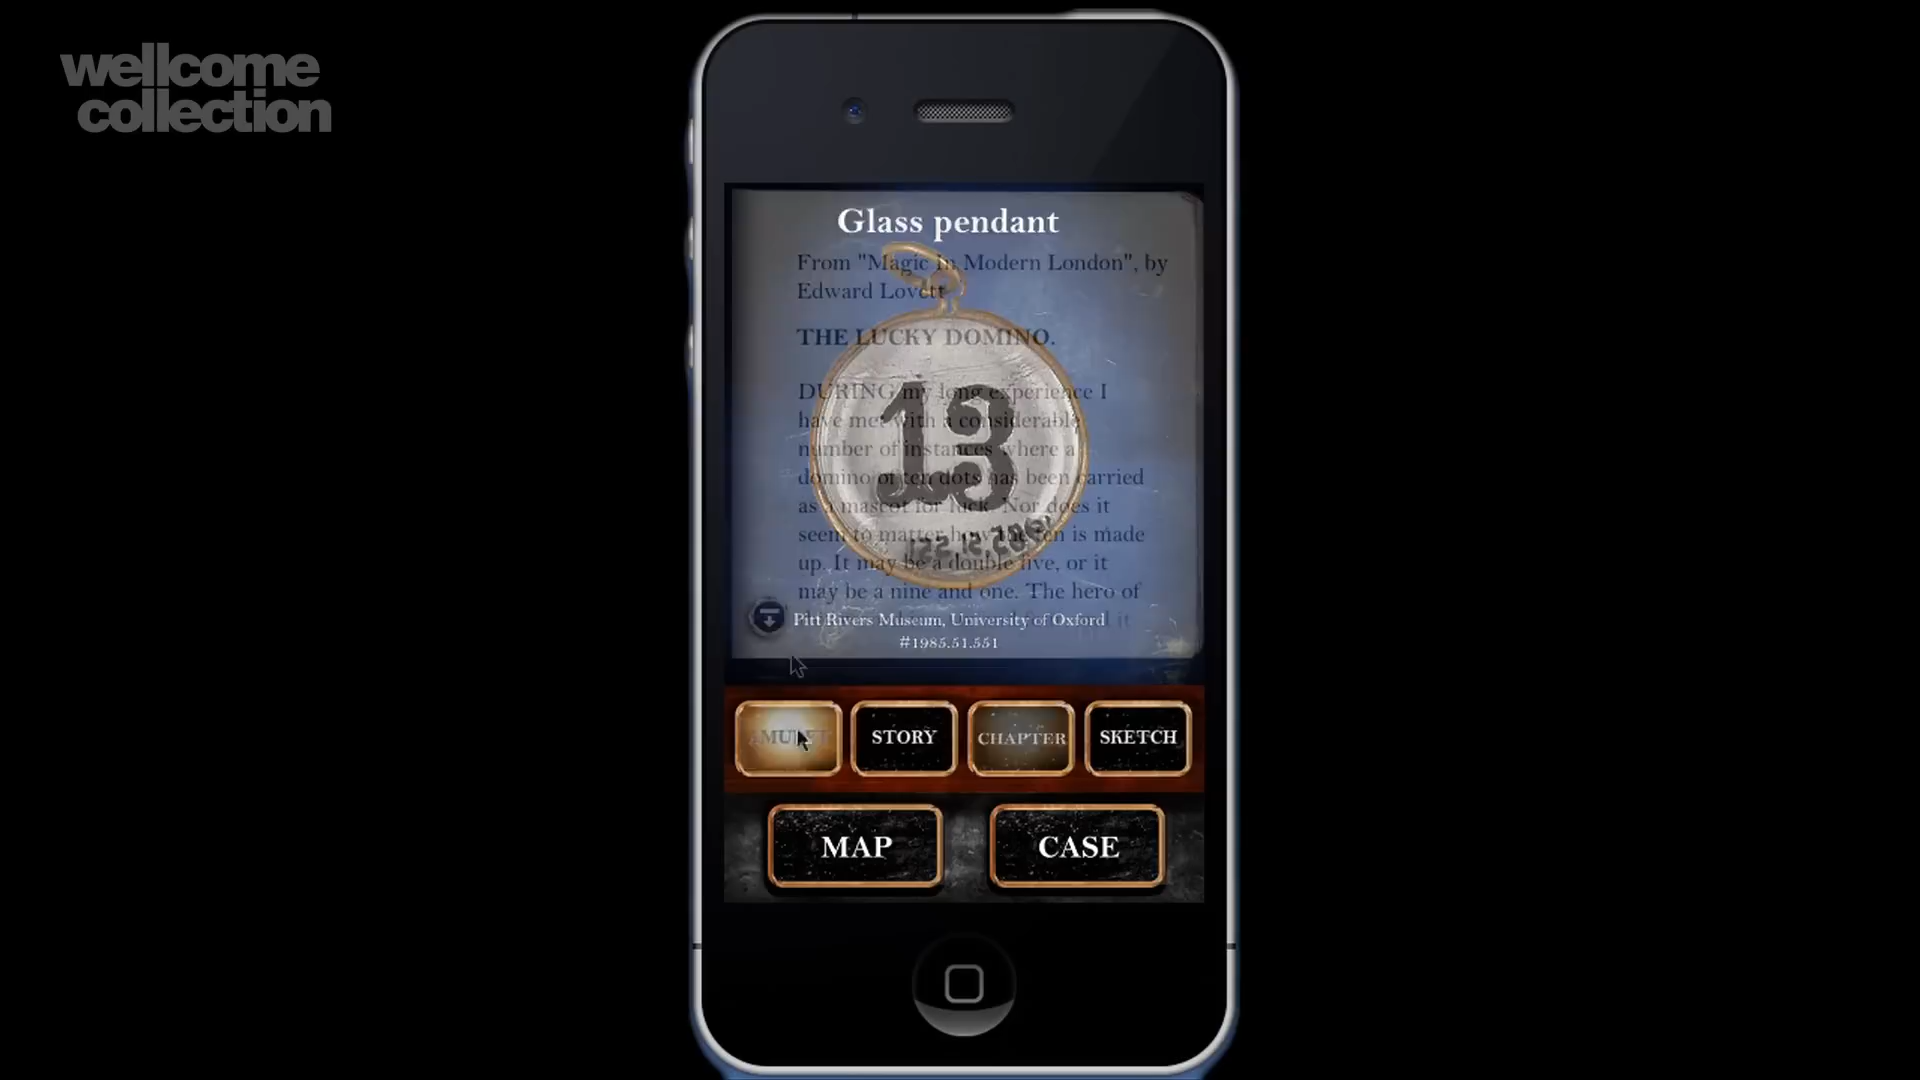 wellcome
collection
Glass pendant
From "Magic in Modern London", by
Edward Lovett
THE LUCKY DOMINO.
DURING my long experience I
have met with a considerable
number of instances where a
domino of ten dots has been carried
as a mascot for luck. Nor does it
seem to matter how the ten is made
up. It may be a double five, or it
may be a nine and one. The hero of
13
Pitt Rivers Museum, University of Oxford
#1985.51.551
AMULET
STORY
CHAPTER
SKETCH
MAP
CASE